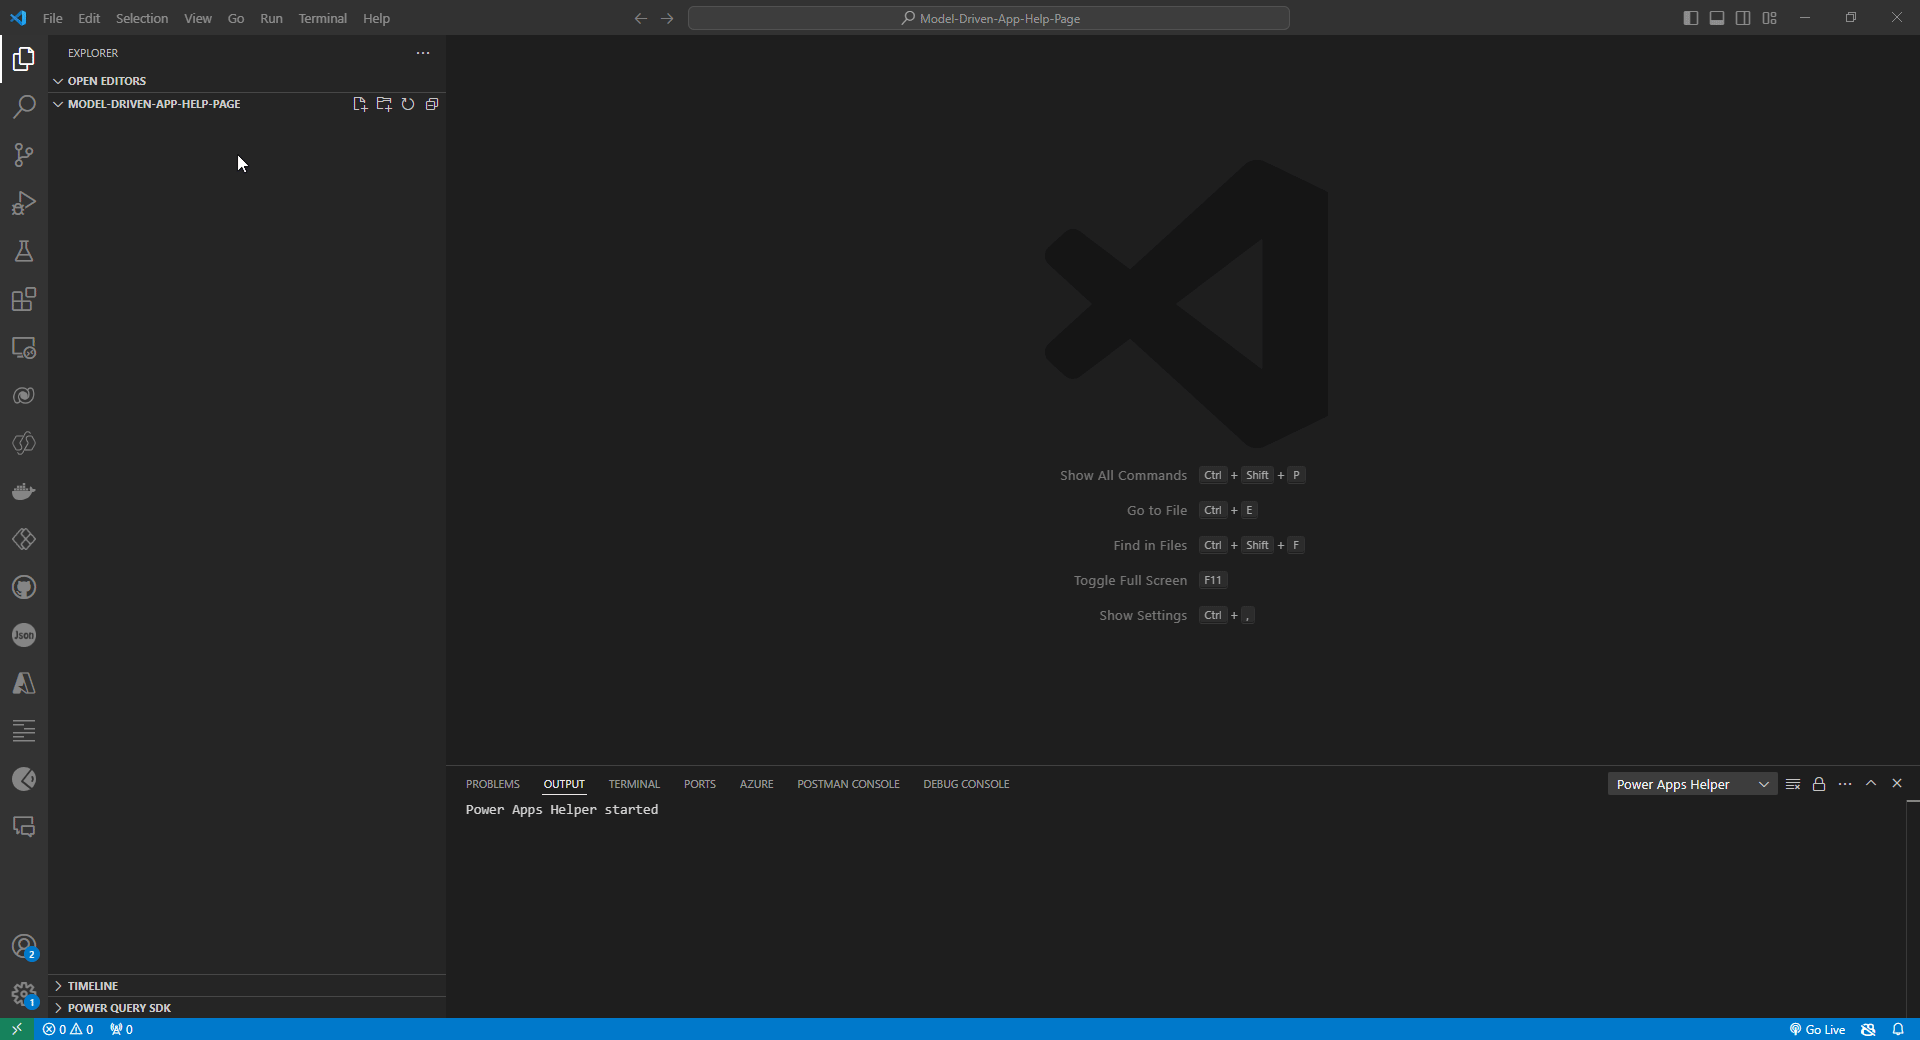 File Edit Selection View Go Run Terminal Help
Model-Driven-App-Help-Page
EXPLORER
OPEN EDITORS
MODEL-DRIVEN-APP-HELP-PAGE
Show All Commands Ctrl + Shift + P
Go to File Ctrl + E
Find in Files Ctrl + Shift + F
Toggle Full Screen F11
Show Settings Ctrl + ,
Json
PROBLEMS OUTPUT TERMINAL PORTS AZURE POSTMAN CONSOLE DEBUG CONSOLE
Power Apps Helper
Power Apps Helper started
2
1
TIMELINE
POWER QUERY SDK
0 0 0
Go Live